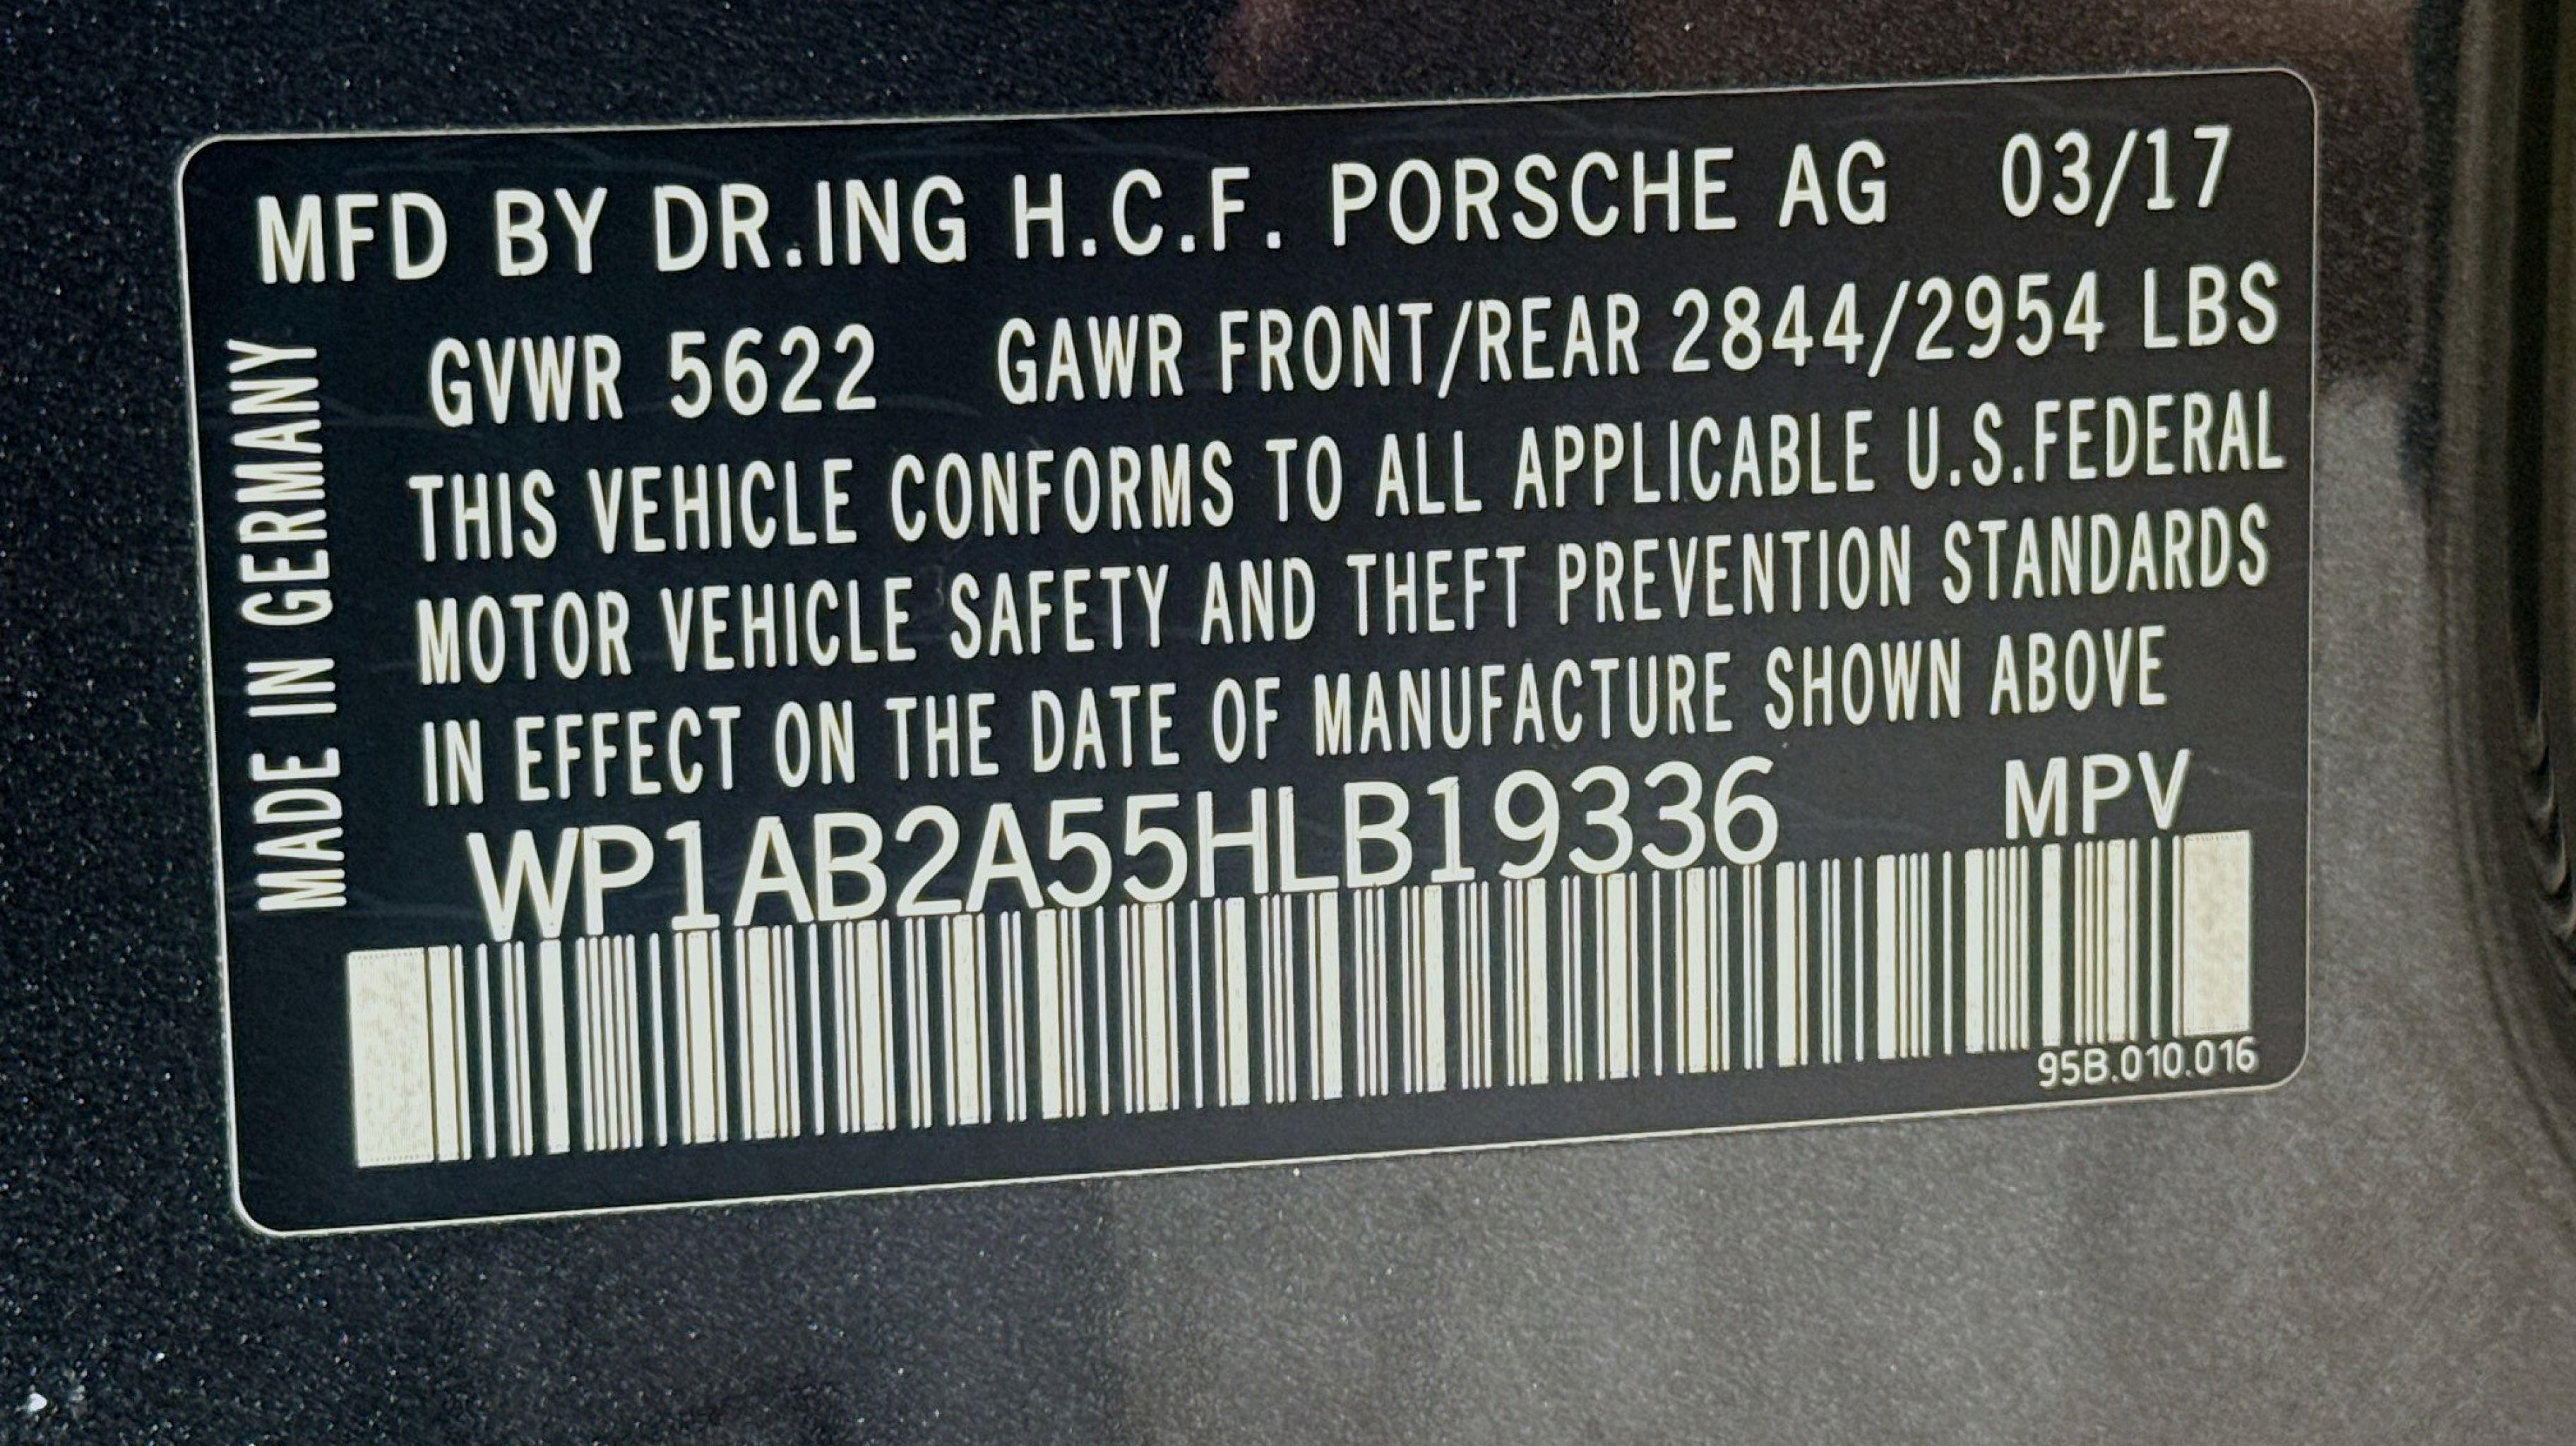 MFD BY DR.ING H.C.F. PORSCHE AG 03/17
GVWR 5622 GAWR FRONT/REAR 2844/2954 LBS
THIS VEHICLE CONFORMS TO ALL APPLICABLE U.S.FEDERAL
MOTOR VEHICLE SAFETY AND THEFT PREVENTION STANDARDS
IN EFFECT ON THE DATE OF MANUFACTURE SHOWN ABOVE
WP1AB2A55HLB19336 MPV
95B.010.016
MADE IN GERMANY